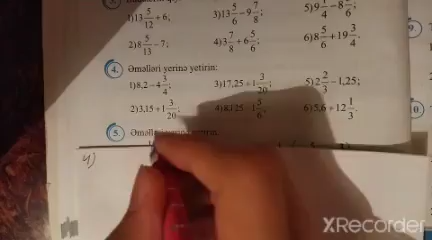 1) 13 5/12 + 6; 3) 13 5/6 − 9 7/8 5) 9 1/4 − 8 5/6;
2) 8 5/13 − 7; 4) 3 7/8 + 6 5/6; 6) 8 5/6 + 19 3/4
4. Əməlləri yerinə yetirin:
1) 8,2 − 4 3/4; 3) 17,25 + 1 3/20; 5) 2 2/3 − 1,25;
2) 3,15 + 1 3/20; 4) 8,125 − 1 5/6; 6) 5,6 + 12 1/3.
5. Əməlləri yerinə yetirin:
4)
XRecorder